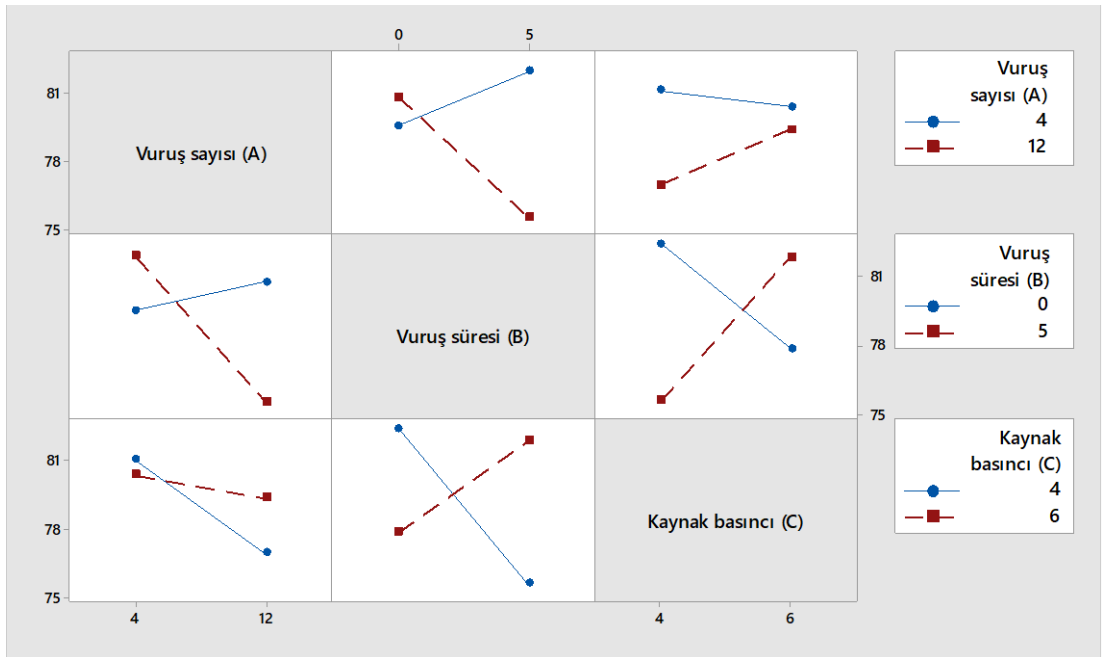 0 5
81
78
75
Vuruş sayısı (A)
Vuruş
sayısı (A)
4
12
Vuruş süresi (B)
81
78
75
Vuruş
süresi (B)
0
5
81
78
75
Kaynak basıncı (C)
Kaynak
basıncı (C)
4
6
4 12 4 6